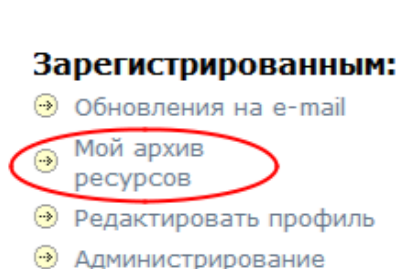 Зарегистрированным:
Обновления на e-mail
Мой архив
ресурсов
Редактировать профиль
Администрирование